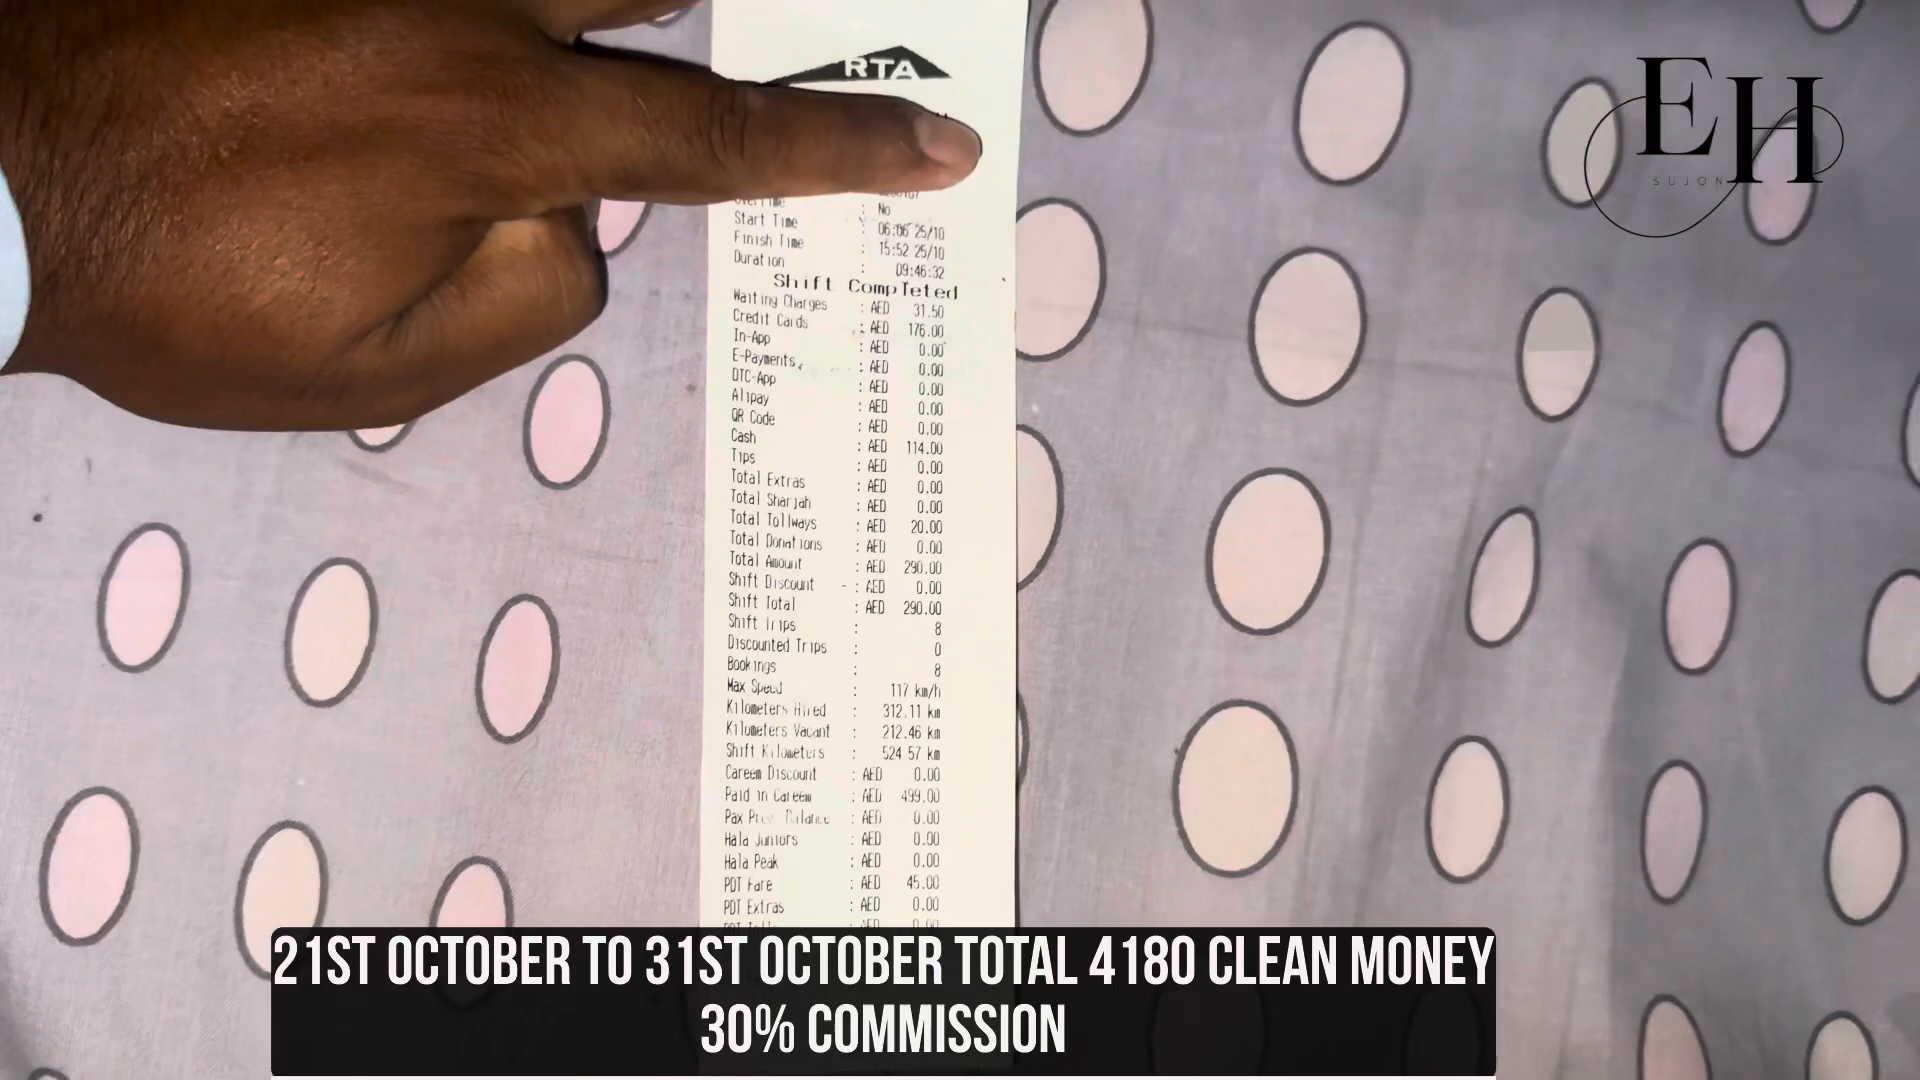 RTA
EH
SUJON
Overtime : No
Start Time : 06:06 25/10
Finish Time : 15:52 25/10
Duration : 09:46:32
Shift Completed
Waiting Charges : AED 31.50
Credit Cards : AED 176.00
In-App : AED 0.00
E-Payments : AED 0.00
DTC-App : AED 0.00
Alipay : AED 0.00
QR Code : AED 0.00
Cash : AED 114.00
Tips : AED 0.00
Total Extras : AED 0.00
Total Sharjah : AED 0.00
Total Tollways : AED 20.00
Total Donations : AED 0.00
Total Amount : AED 290.00
Shift Discount - : AED 0.00
Shift Total : AED 290.00
Shift Trips : 8
Discounted Trips : 0
Bookings : 8
Max Speed : 117 km/h
Kilometers Hired : 312.11 km
Kilometers Vacant : 212.46 km
Shift Kilometers : 524.57 km
Careem Discount : AED 0.00
Paid in Careem : AED 499.00
Pax Prev Balance : AED 0.00
Hala Juniors : AED 0.00
Hala Peak : AED 0.00
PDT Fare : AED 45.00
PDT Extras : AED 0.00
21ST OCTOBER TO 31ST OCTOBER TOTAL 4180 CLEAN MONEY
30% COMMISSION